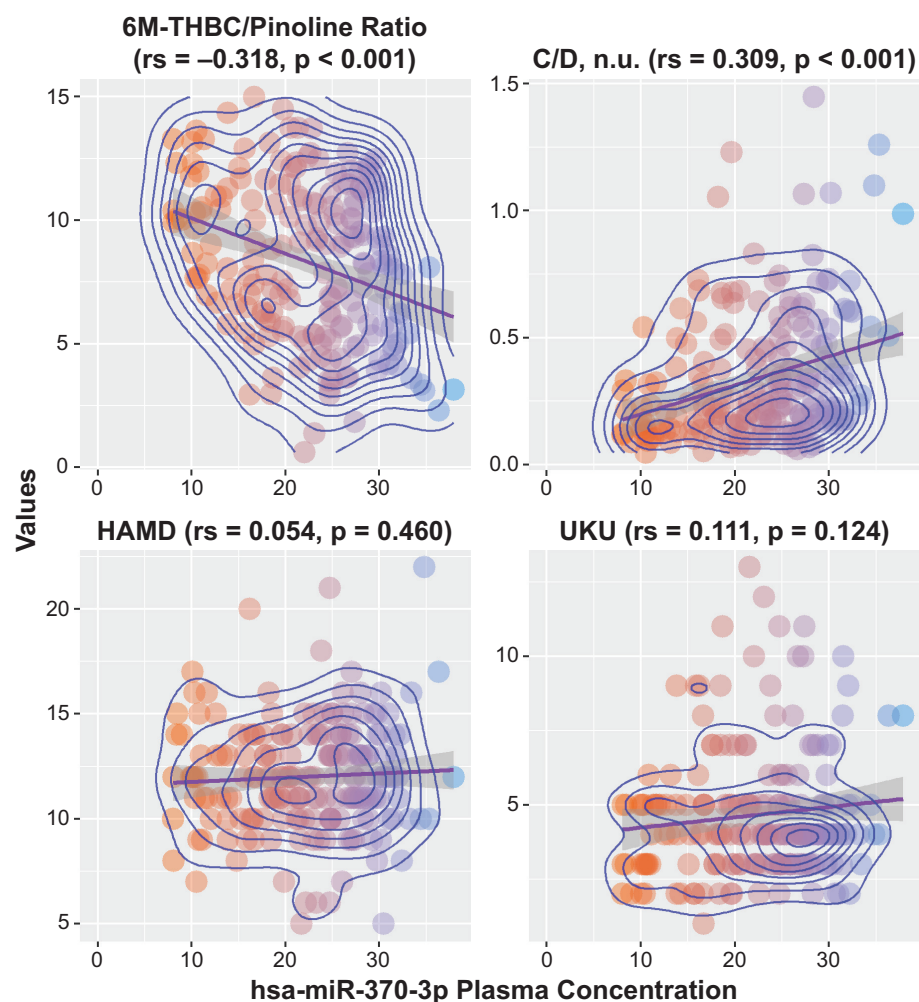 6M-THBC/Pinoline Ratio
(rs = –0.318, p < 0.001)
C/D, n.u. (rs = 0.309, p < 0.001)
15
10
5
0
0 10 20 30
1.5
1.0
0.5
0.0
0 10 20 30
Values
HAMD (rs = 0.054, p = 0.460)
UKU (rs = 0.111, p = 0.124)
20
15
10
5
0 10 20 30
10
5
0 10 20 30
hsa-miR-370-3p Plasma Concentration